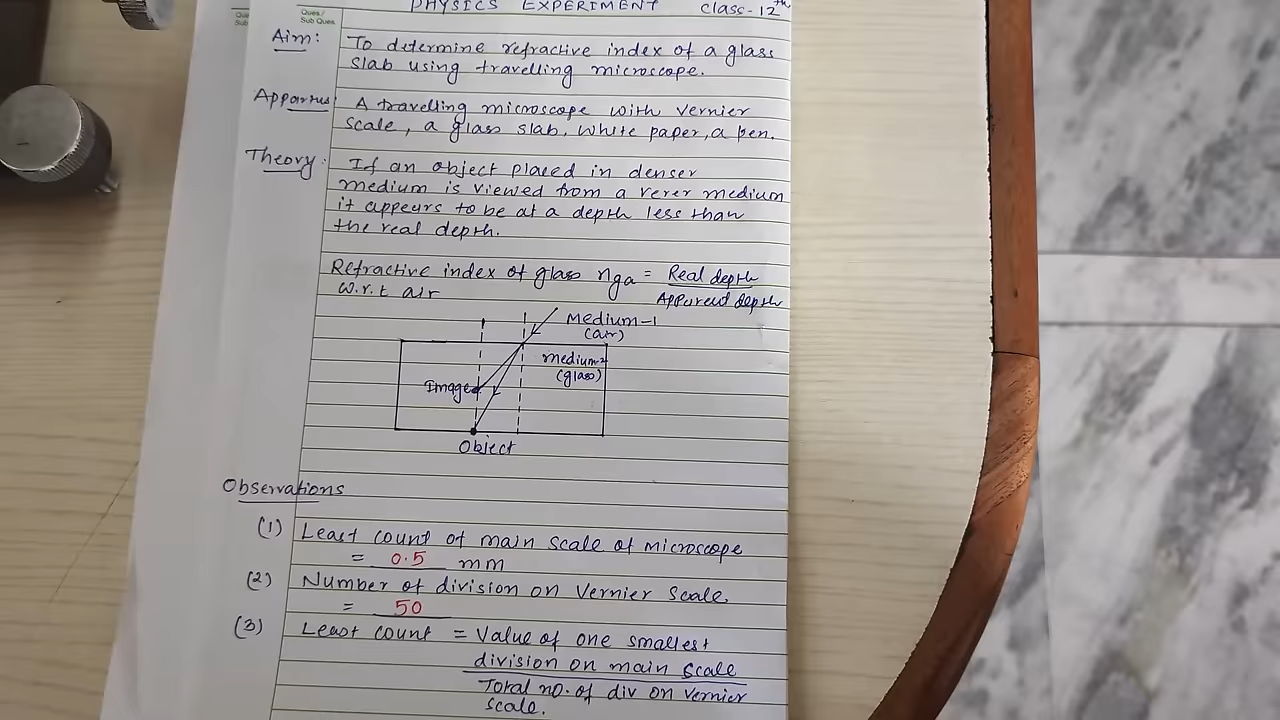 Ques./
Sub Ques.
PHYSICS EXPERIMENT Class-12th
Aim: To determine refractive index of a glass
slab using travelling microscope.
Apparatus: A travelling microscope with vernier
scale, a glass slab, white paper, a pen.
Theory: If an object placed in denser
medium is viewed from a rerer medium
it appears to be at a depth less than
the real depth.
Refractive index of glass nga = Real depth
w.r.t air Apparent depth
Medium-1
(air)
medium-2
(glass)
Image
Object
Observations
(1) Least count of main scale of microscope
= 0.5 mm
(2) Number of division on Vernier Scale.
= 50
(3) Least count = Value of one smallest
division on main scale
Total no. of div on vernier
scale.